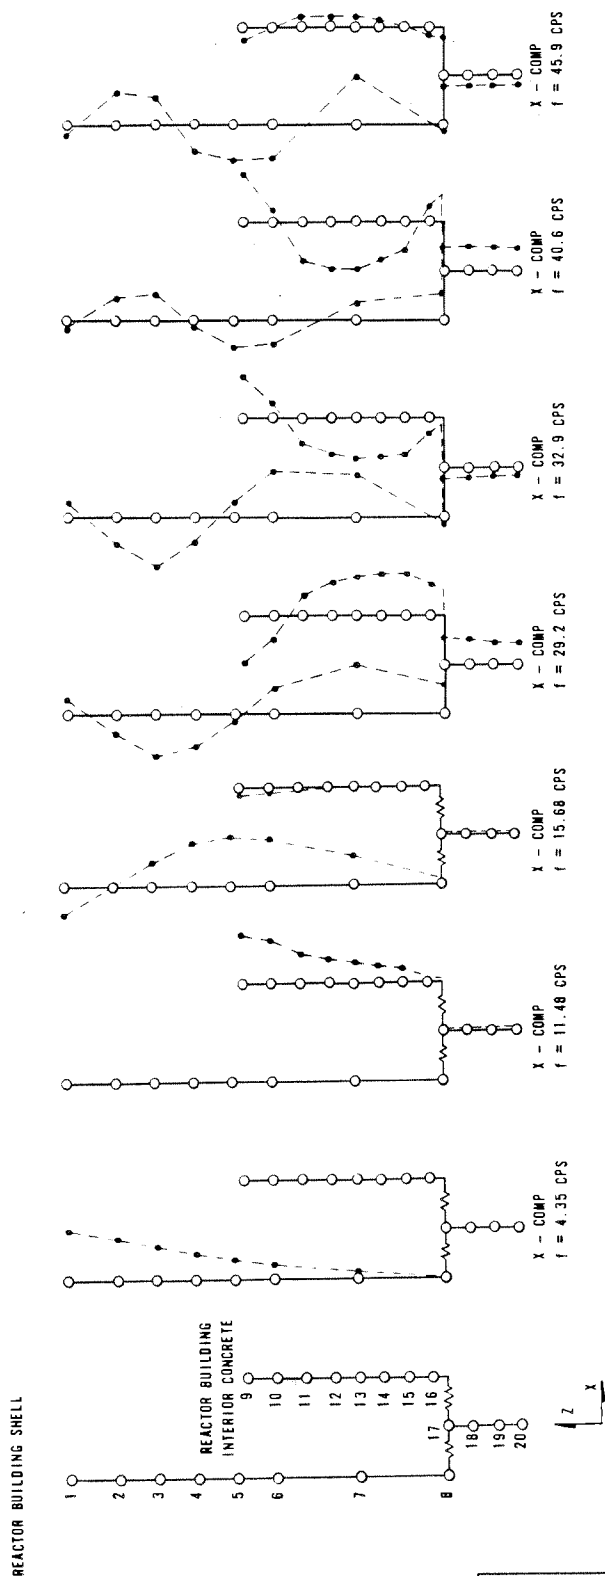 REACTOR BUILDING SHELL
1
2
3
4
5
6
7
8
REACTOR BUILDING
INTERIOR CONCRETE
9
10
11
12
13
14
15
16
17
18
19
20
Z
X
X - COMP
f = 4.35 CPS
X - COMP
f = 11.48 CPS
X - COMP
f = 15.68 CPS
X - COMP
f = 29.2 CPS
X - COMP
f = 32.9 CPS
X - COMP
f = 40.6 CPS
X - COMP
f = 45.9 CPS